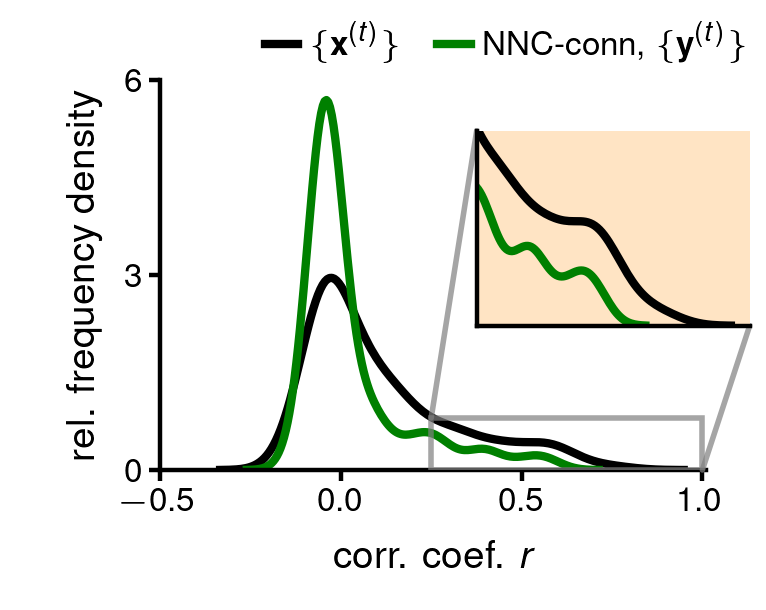 {x^(t)} NNC-conn, {y^(t)}
6
rel. frequency density
3
0
−0.5 0.0 0.5 1.0
corr. coef. r